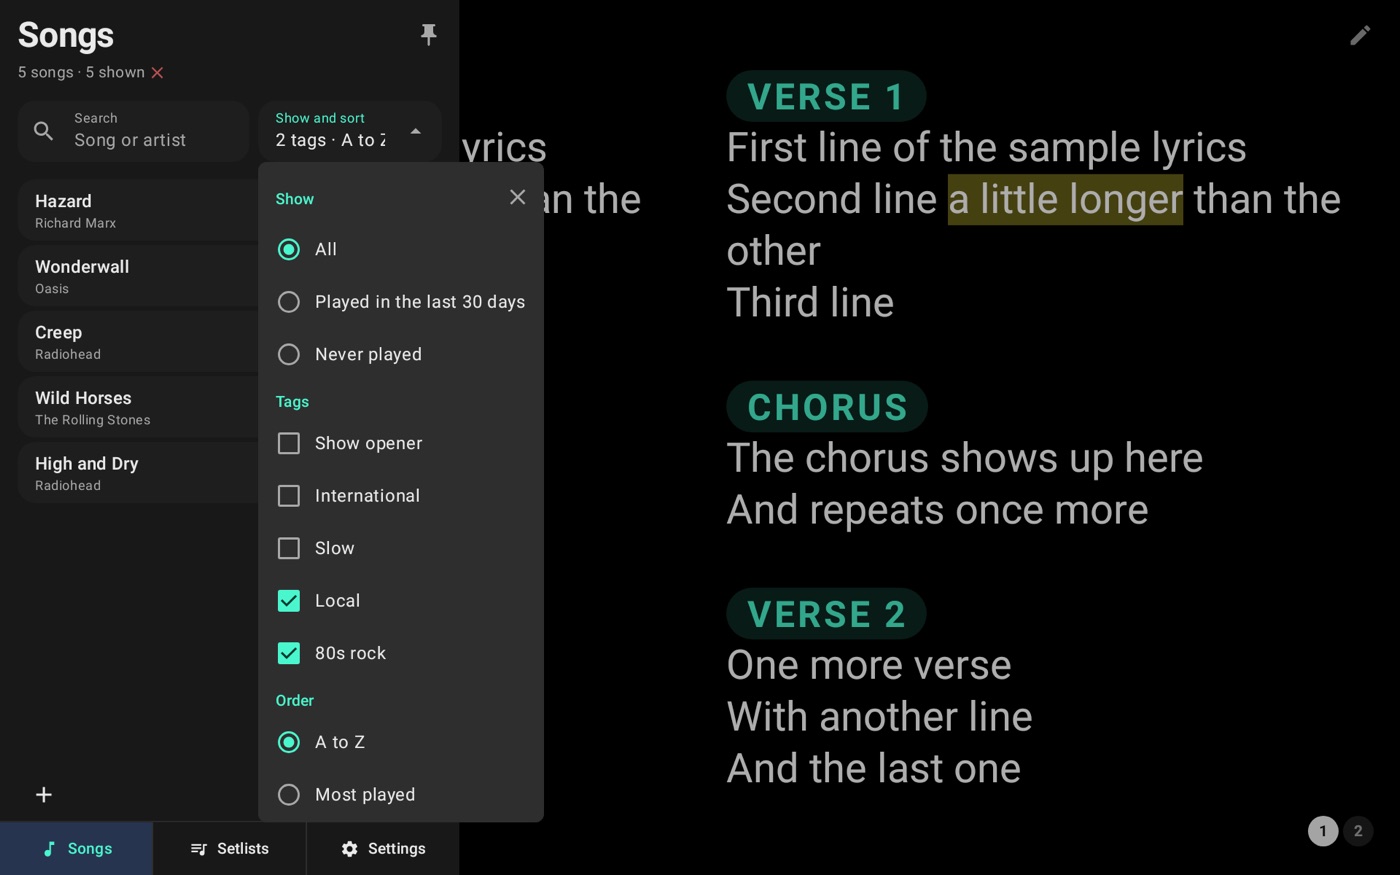 Songs
5 songs · 5 shown
Search
Song or artist
Show and sort
2 tags · A to Z
Hazard
Richard Marx
Wonderwall
Oasis
Creep
Radiohead
Wild Horses
The Rolling Stones
High and Dry
Radiohead
Show
All
Played in the last 30 days
Never played
Tags
Show opener
International
Slow
Local
80s rock
Order
A to Z
Most played
Songs
Setlists
Settings
yrics
an the
VERSE 1
First line of the sample lyrics
Second line a little longer than the
other
Third line
CHORUS
The chorus shows up here
And repeats once more
VERSE 2
One more verse
With another line
And the last one
1 2